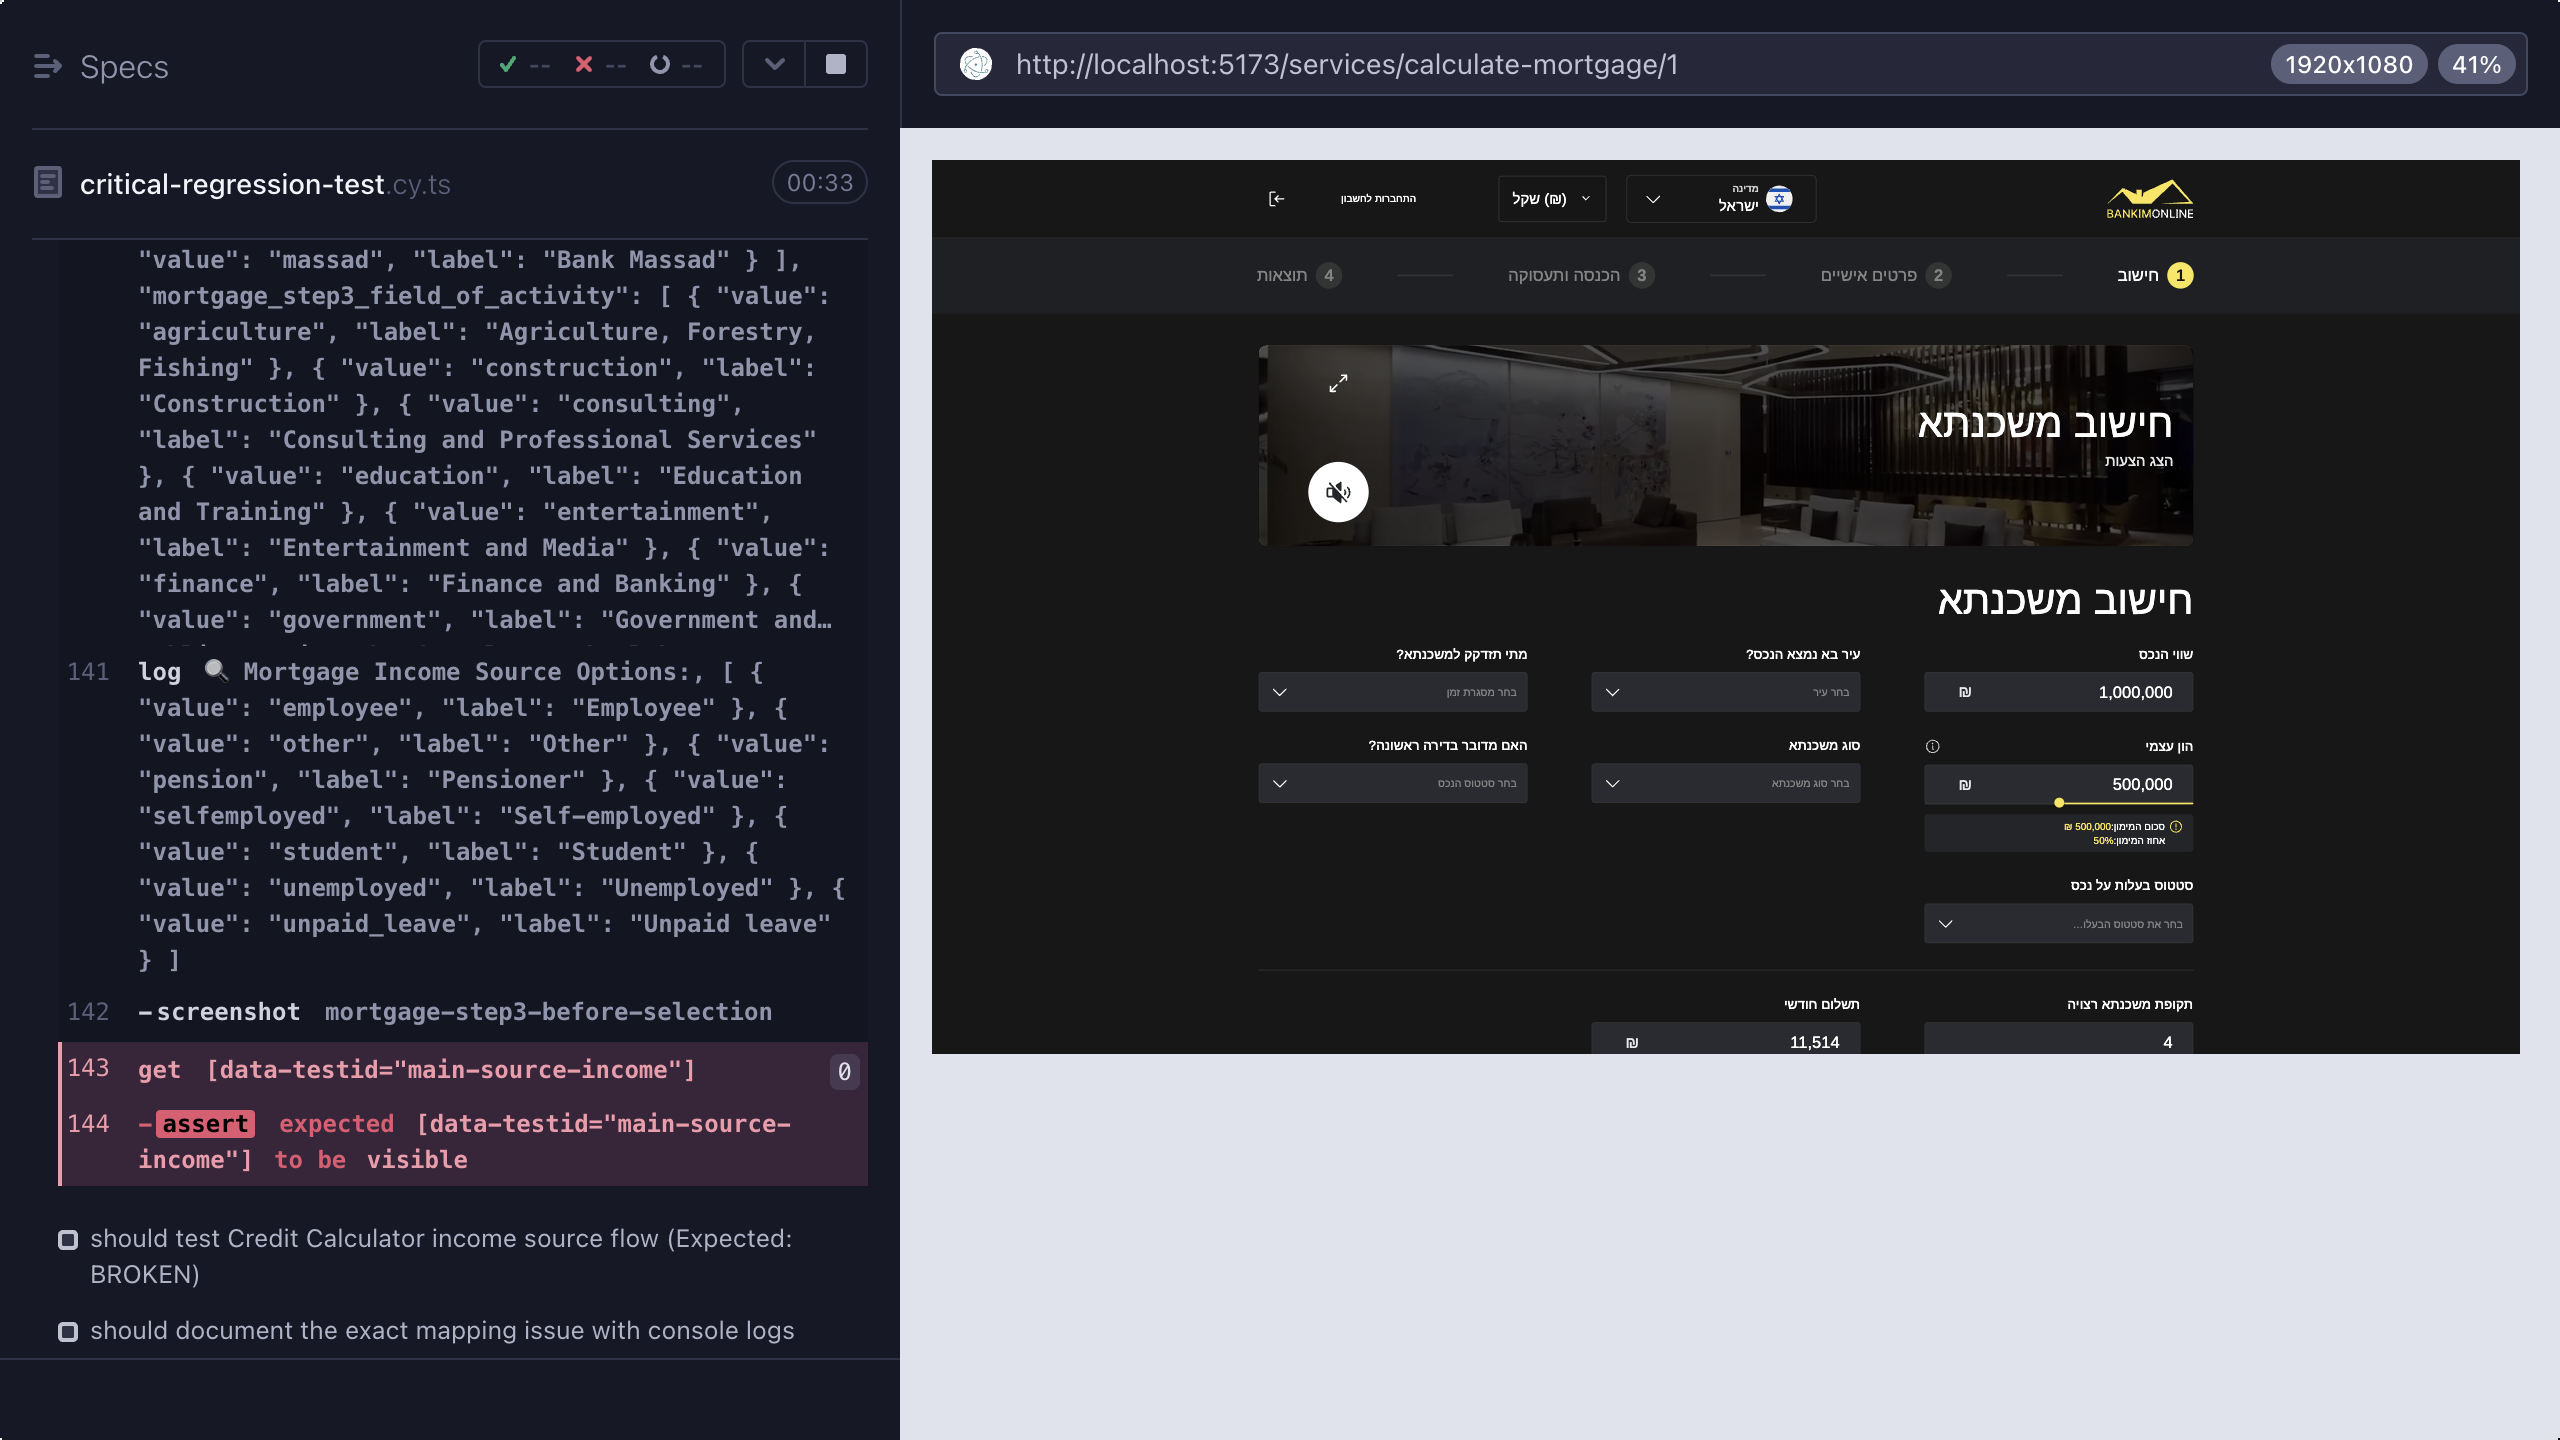 Specs
-- -- --
critical-regression-test.cy.ts
00:33
"value": "massad", "label": "Bank Massad" } ],
"mortgage_step3_field_of_activity": [ { "value":
"agriculture", "label": "Agriculture, Forestry,
Fishing" }, { "value": "construction", "label":
"Construction" }, { "value": "consulting",
"label": "Consulting and Professional Services"
}, { "value": "education", "label": "Education
and Training" }, { "value": "entertainment",
"label": "Entertainment and Media" }, { "value":
"finance", "label": "Finance and Banking" }, {
"value": "government", "label": "Government and…
141 log 🔍 Mortgage Income Source Options:, [ {
"value": "employee", "label": "Employee" }, {
"value": "other", "label": "Other" }, { "value":
"pension", "label": "Pensioner" }, { "value":
"selfemployed", "label": "Self-employed" }, {
"value": "student", "label": "Student" }, {
"value": "unemployed", "label": "Unemployed" }, {
"value": "unpaid_leave", "label": "Unpaid leave"
} ]
142 -screenshot mortgage-step3-before-selection
143 get [data-testid="main-source-income"] 0
144 -assert expected [data-testid="main-source-
income"] to be visible
should test Credit Calculator income source flow (Expected:
BROKEN)
should document the exact mapping issue with console logs
http://localhost:5173/services/calculate-mortgage/1
1920x1080 41%
BANKIMONLINE
מדינה
ישראל
שקל (₪)
התחברות לחשבון
1 חישוב
2 פרטים אישיים
3 הכנסה ותעסוקה
4 תוצאות
חישוב משכנתא
הצג הצעות
חישוב משכנתא
שווי הנכס
1,000,000 ₪
עיר בא נמצא הנכס?
בחר עיר
מתי תזדקק למשכנתא?
בחר מסגרת זמן
הון עצמי
500,000 ₪
סכום המימון:500,000 ₪
אחוז המימון:50%
סוג משכנתא
בחר סוג משכנתא
האם מדובר בדירה ראשונה?
בחר סטטוס הנכס
סטטוס בעלות על נכס
בחר את סטטוס הבעלו...
תקופת משכנתא רצויה
4
תשלום חודשי
11,514 ₪